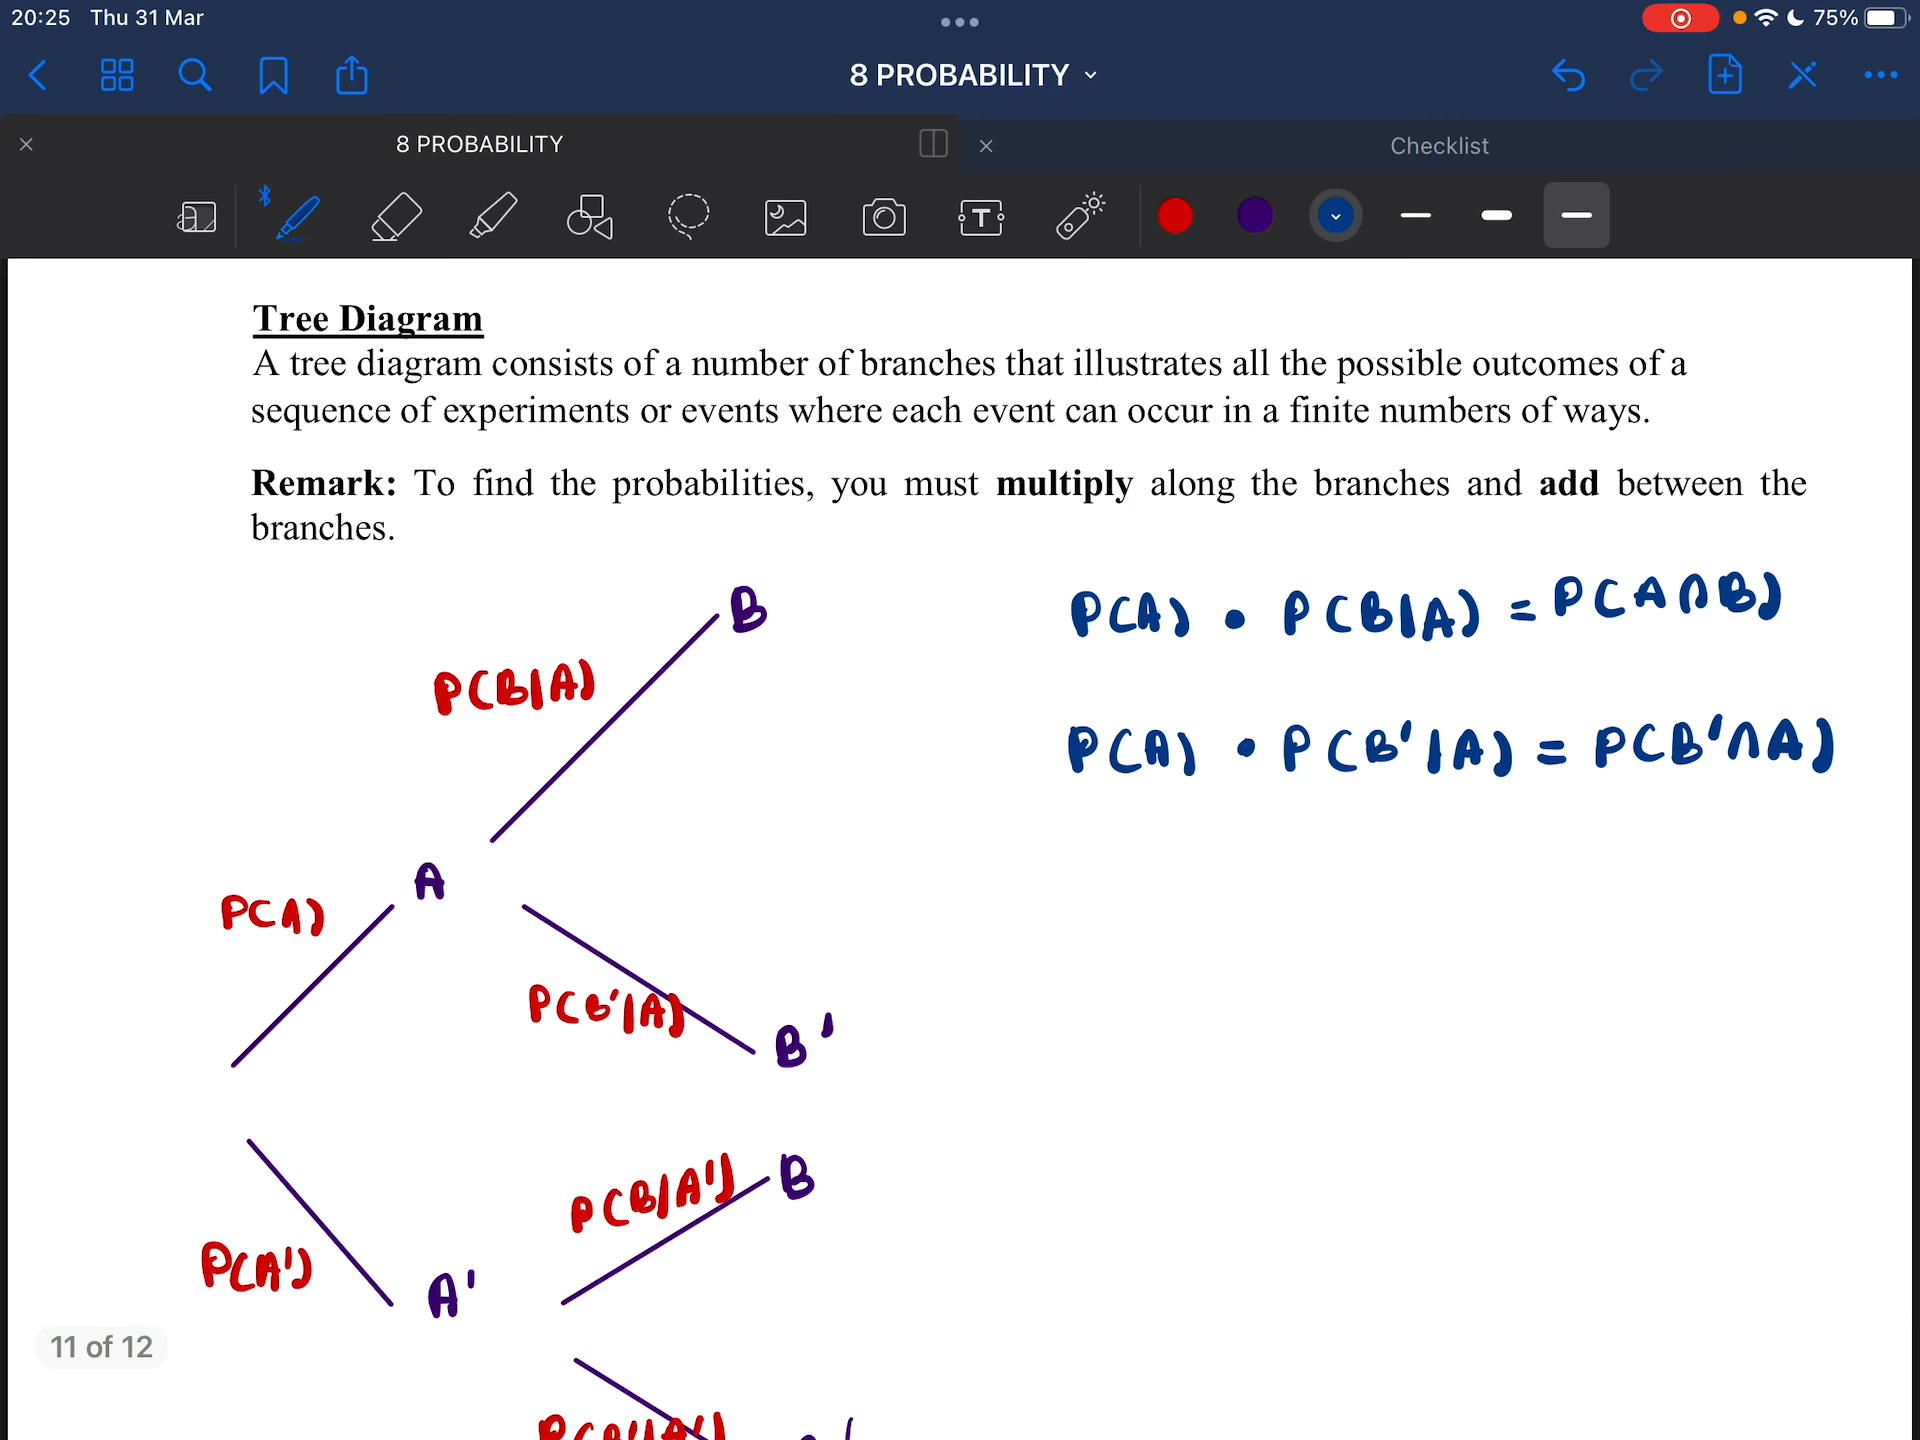 20:25 Thu 31 Mar
75%
8 PROBABILITY
8 PROBABILITY
Checklist
Tree Diagram
A tree diagram consists of a number of branches that illustrates all the possible outcomes of a
sequence of experiments or events where each event can occur in a finite numbers of ways.
Remark: To find the probabilities, you must multiply along the branches and add between the
branches.
B
P(A) • P(B|A) = P(A∩B)
P(B|A)
P(A) • P(B'|A) = P(B'∩A)
A
P(A)
P(B'|A)
B'
P(B|A')
B
P(A')
A'
11 of 12